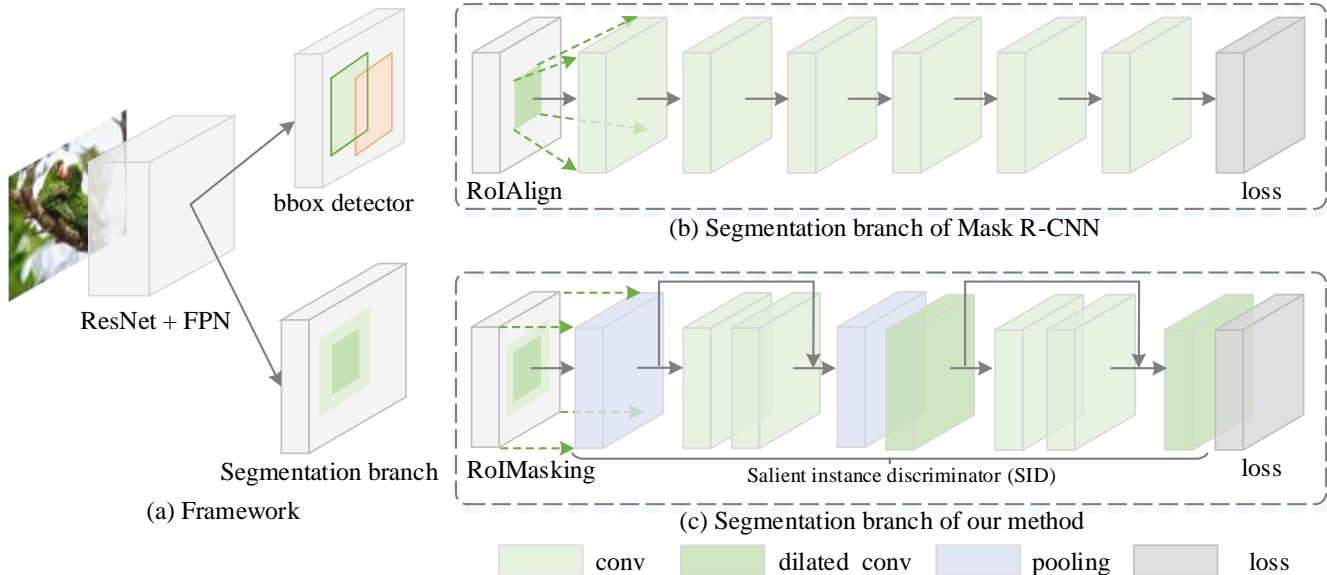 bbox detector
ResNet + FPN
Segmentation branch
(a) Framework
RoIAlign
loss
(b) Segmentation branch of Mask R-CNN
RoIMasking
Salient instance discriminator (SID)
loss
(c) Segmentation branch of our method
conv
dilated conv
pooling
loss